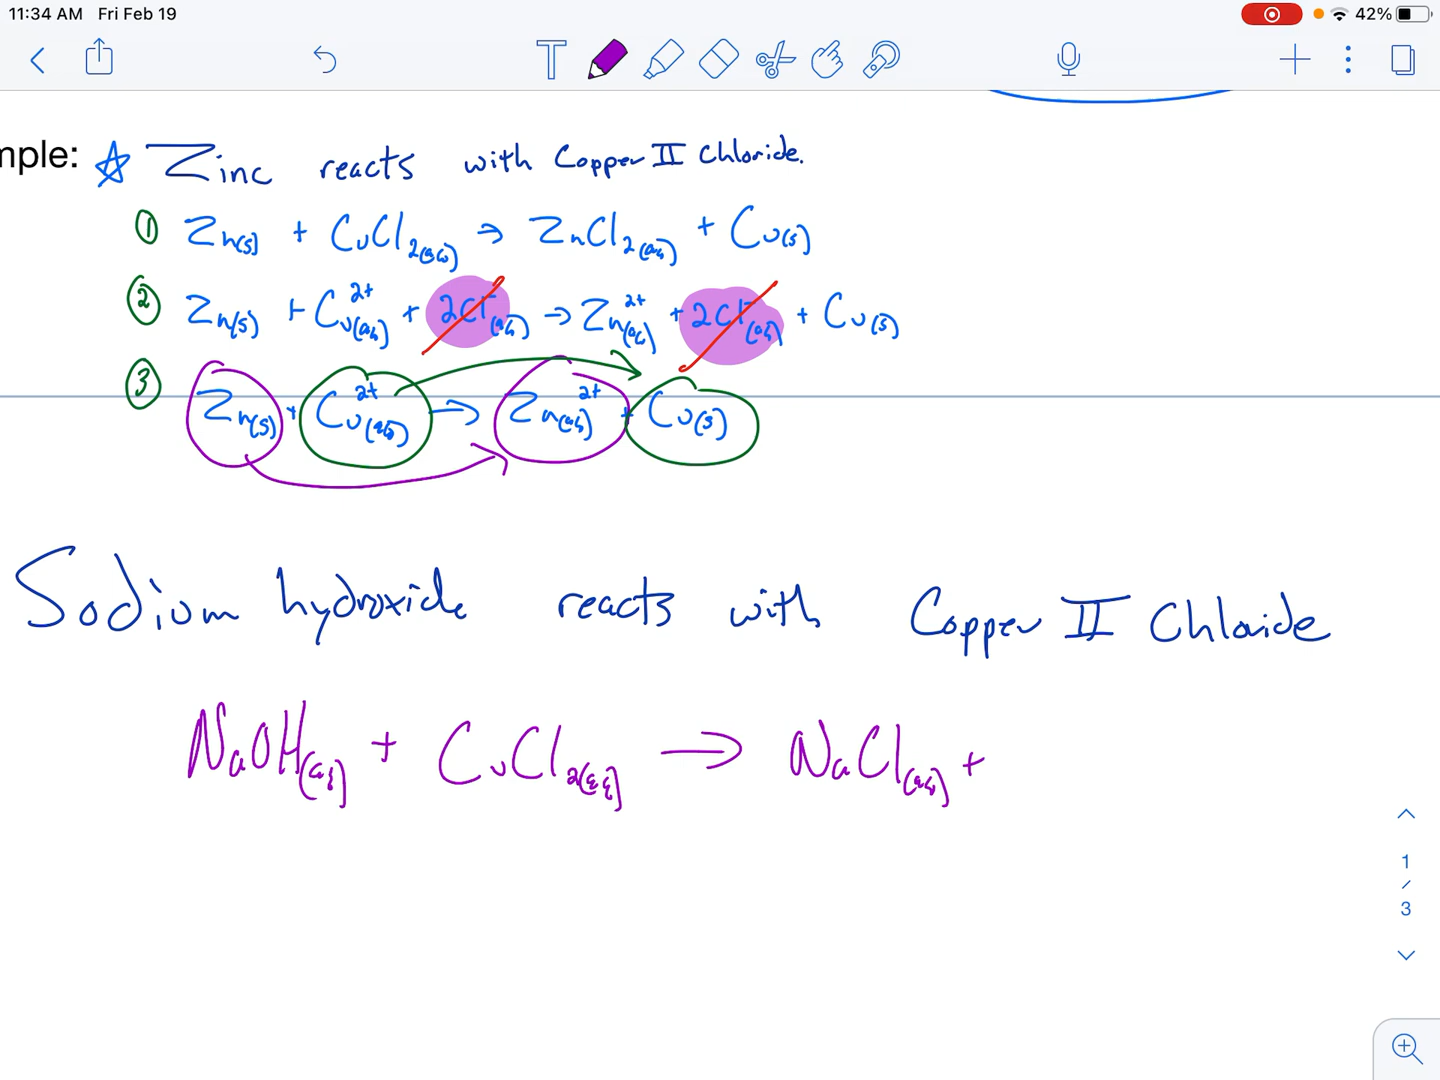 11:34 AM Fri Feb 19
42%
mple: ☆ Zinc reacts with Copper II Chloride.
① Zn(s) + CuCl₂(aq) → ZnCl₂(aq) + Cu(s)
② Zn(s) + Cu²⁺(aq) + 2Cl⁻(aq) → Zn²⁺(aq) + 2Cl⁻(aq) + Cu(s)
③ Zn(s) + Cu²⁺(aq) → Zn²⁺(aq) + Cu(s)
Sodium hydroxide reacts with Copper II Chloride
NaOH(aq) + CuCl₂(aq) → NaCl(aq) +
1
/
3